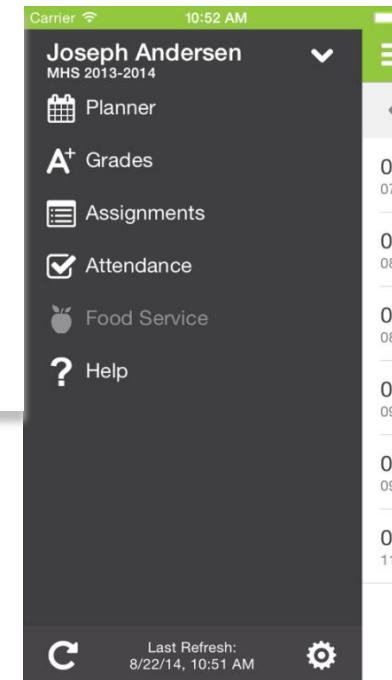 Carrier 10:52 AM
Joseph Andersen
MHS 2013-2014
Planner
A+ Grades
Assignments
Attendance
Food Service
? Help
Last Refresh:
8/22/14, 10:51 AM